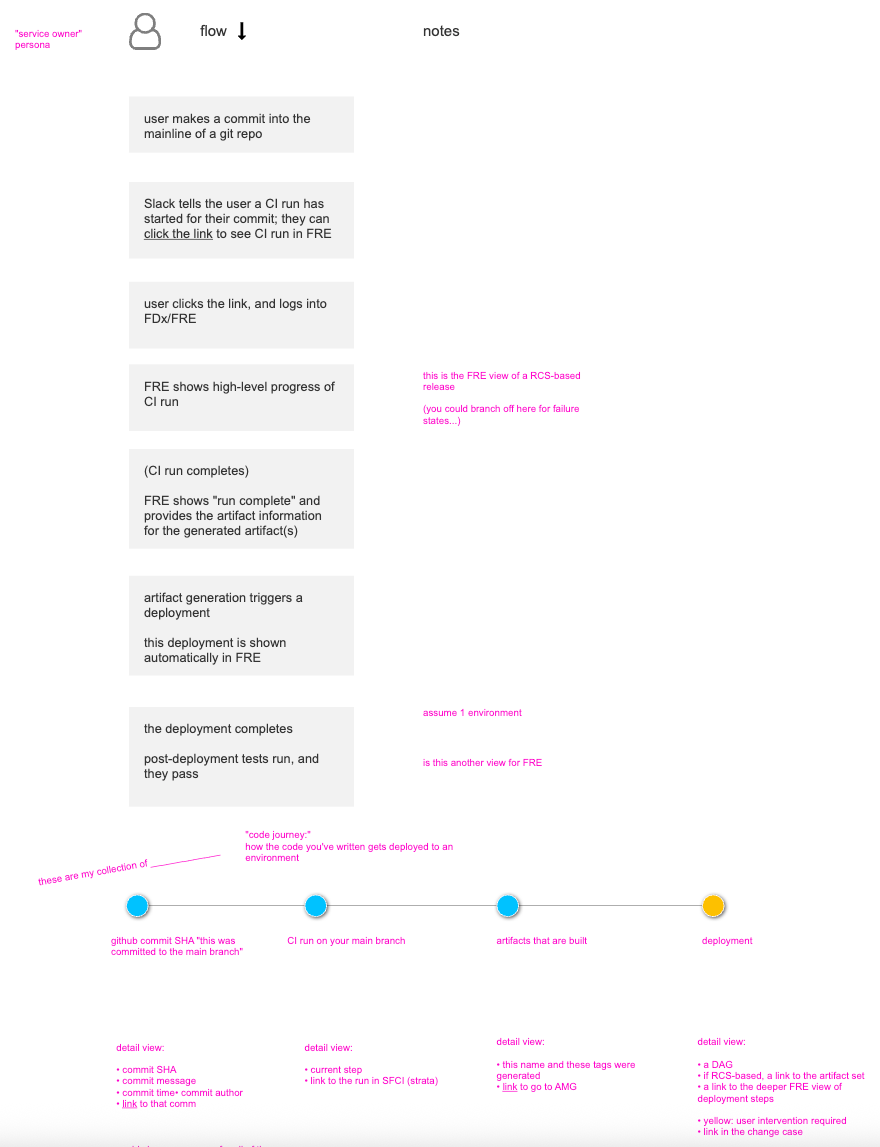 "service owner"
persona
flow
notes
user makes a commit into the
mainline of a git repo
Slack tells the user a CI run has
started for their commit; they can
click the link to see CI run in FRE
user clicks the link, and logs into
FDx/FRE
FRE shows high-level progress of
CI run
this is the FRE view of a RCS-based
release
(you could branch off here for failure
states...)
(CI run completes)
FRE shows "run complete" and
provides the artifact information
for the generated artifact(s)
artifact generation triggers a
deployment
this deployment is shown
automatically in FRE
the deployment completes
post-deployment tests run, and
they pass
assume 1 environment
is this another view for FRE
"code journey:"
how the code you've written gets deployed to an
environment
these are my collection of
github commit SHA "this was
committed to the main branch"
CI run on your main branch
artifacts that are built
deployment
detail view:
• commit SHA
• commit message
• commit time• commit author
• link to that comm
detail view:
• current step
• link to the run in SFCI (strata)
detail view:
• this name and these tags were
generated
• link to go to AMG
detail view:
• a DAG
• if RCS-based, a link to the artifact set
• a link to the deeper FRE view of
deployment steps
• yellow: user intervention required
• link in the change case